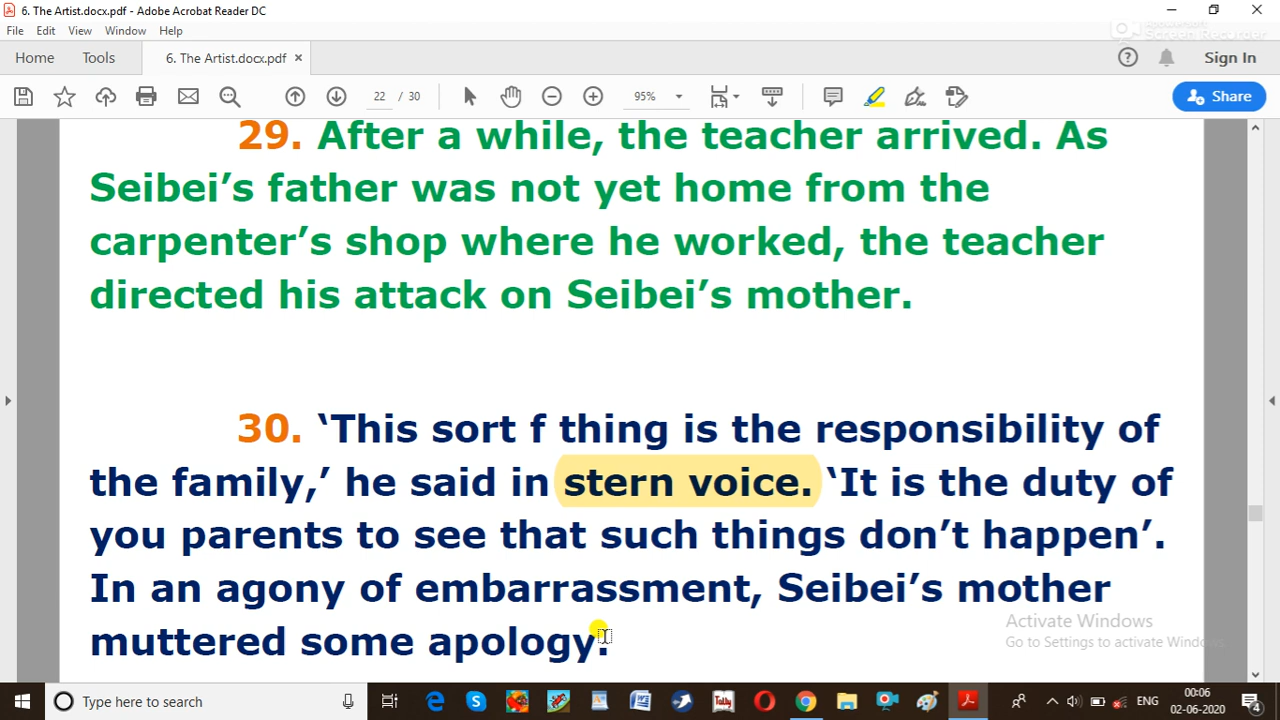 6. The Artist.docx.pdf - Adobe Acrobat Reader DC
File Edit View Window Help
Screen Recorder
Home Tools 6. The Artist.docx.pdf × Sign In
22 / 30 95% Share
29. After a while, the teacher arrived. As
Seibei’s father was not yet home from the
carpenter’s shop where he worked, the teacher
directed his attack on Seibei’s mother.
30. ‘This sort f thing is the responsibility of
the family,’ he said in stern voice. ‘It is the duty of
you parents to see that such things don’t happen’.
In an agony of embarrassment, Seibei’s mother
muttered some apology.
Activate Windows
Go to Settings to activate Windows
Type here to search
ENG
00:06
02-06-2020
4